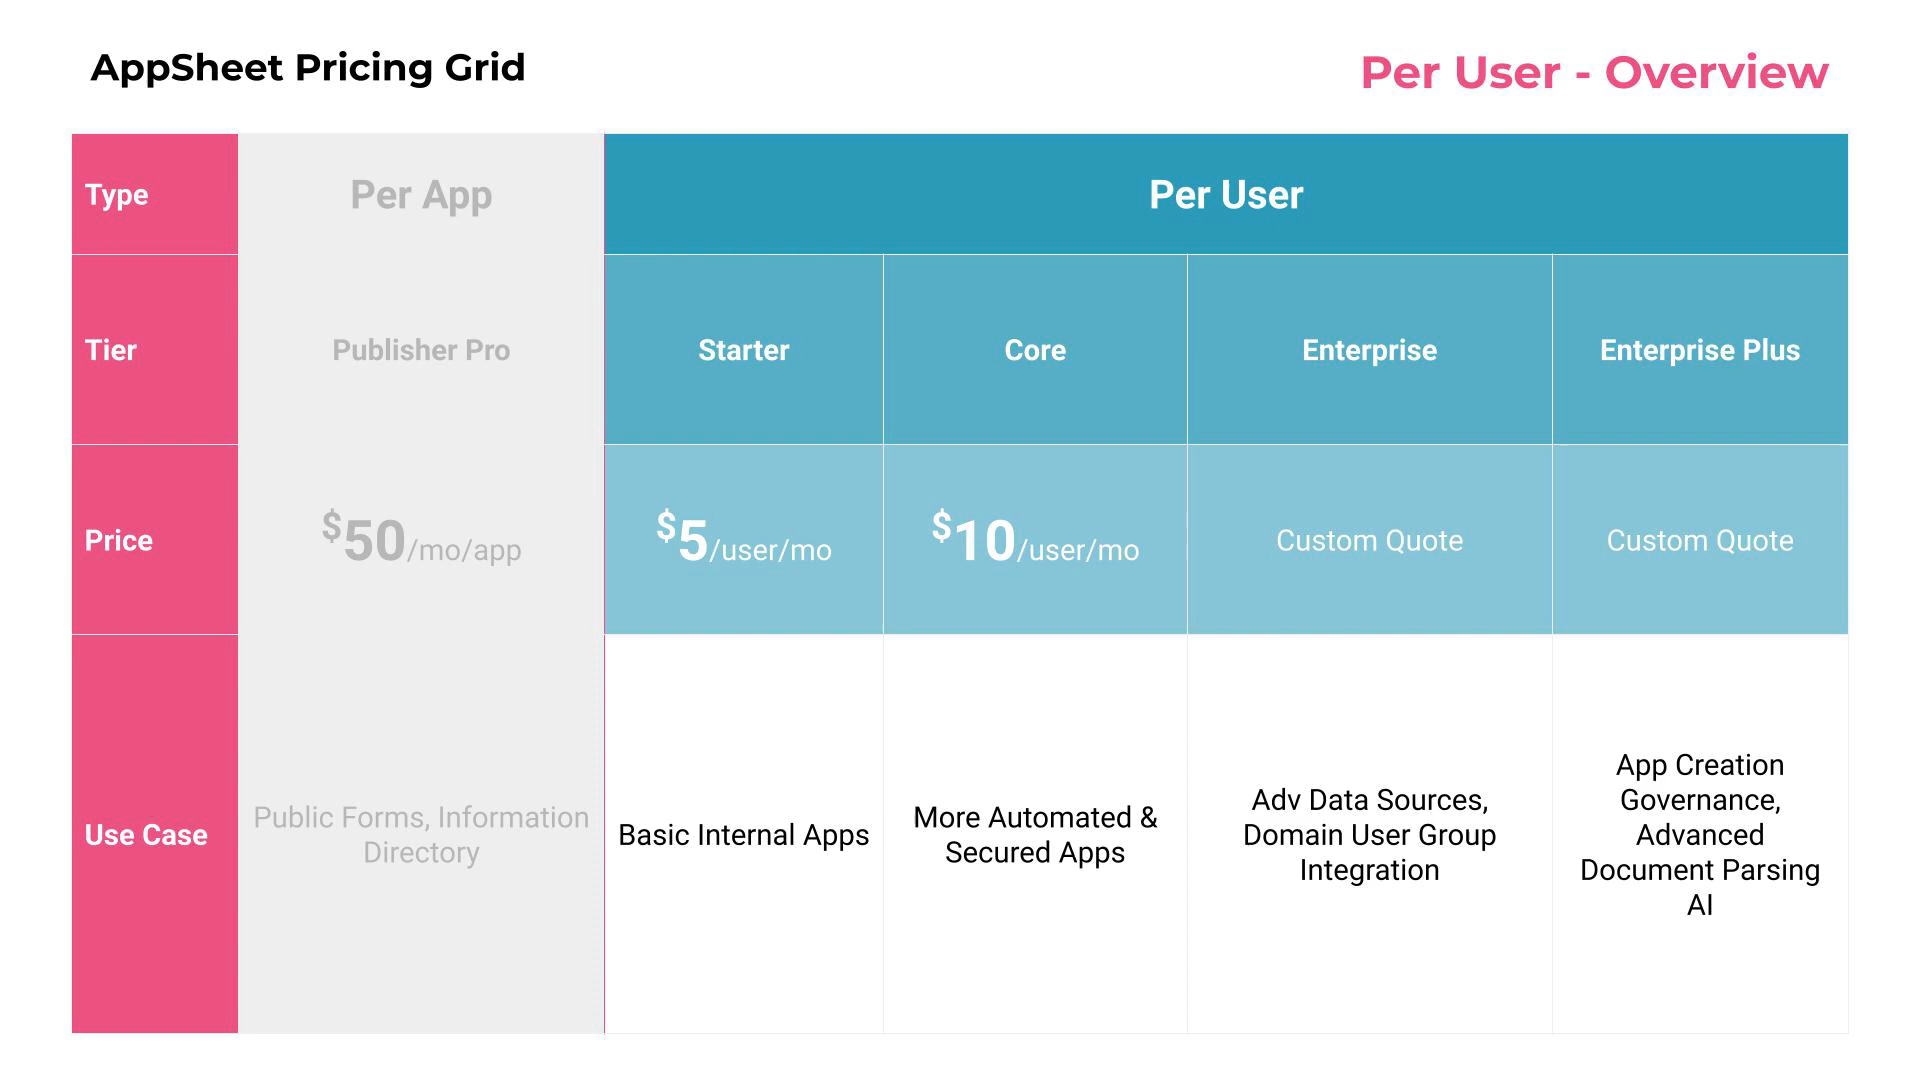 AppSheet Pricing Grid
Per User - Overview
Type
Per App
Per User
Tier
Publisher Pro
Starter
Core
Enterprise
Enterprise Plus
Price
$50/mo/app
$5/user/mo
$10/user/mo
Custom Quote
Custom Quote
Use Case
Public Forms, Information
Directory
Basic Internal Apps
More Automated &
Secured Apps
Adv Data Sources,
Domain User Group
Integration
App Creation
Governance,
Advanced
Document Parsing
AI